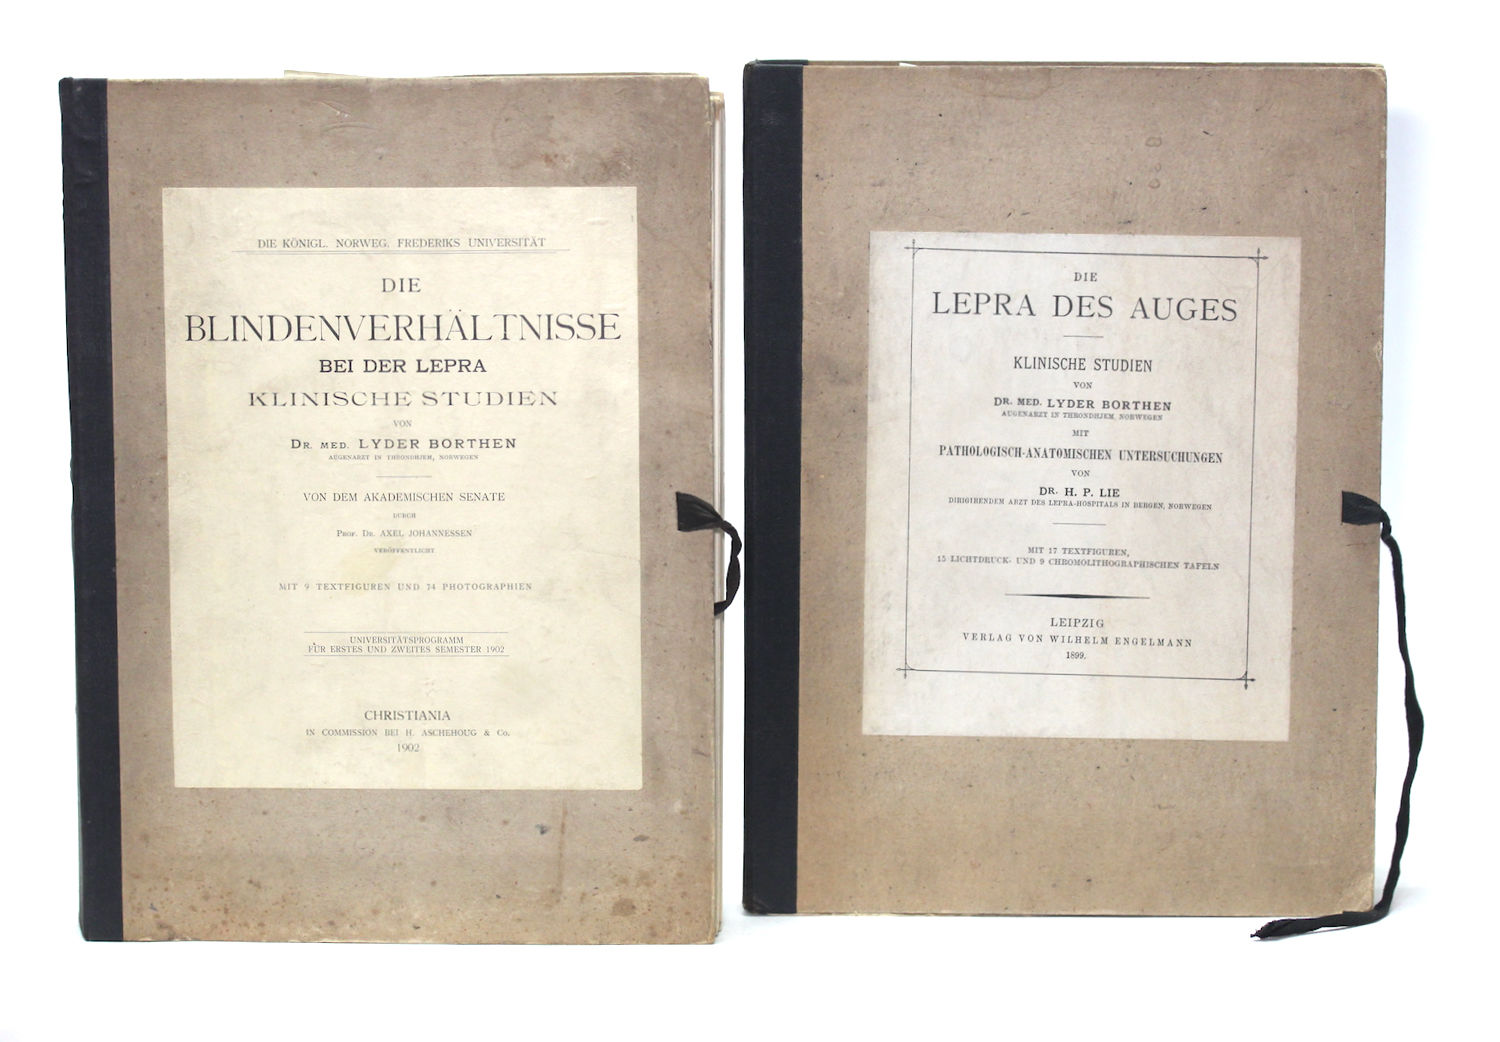 DIE KÖNIGL. NORWEG. FREDERIKS UNIVERSITÄT
DIE
BLINDENVERHÄLTNISSE
BEI DER LEPRA
KLINISCHE STUDIEN
VON
DR. MED. LYDER BORTHEN
AUGENARZT IN THRONDHJEM, NORWEGEN
VON DEM AKADEMISCHEN SENATE
DURCH
PROF. DR. AXEL JOHANNESSEN
VERÖFFENTLICHT
MIT 9 TEXTFIGUREN UND 74 PHOTOGRAPHIEN
UNIVERSITÄTSPROGRAMM
FÜR ERSTES UND ZWEITES SEMESTER 1902
CHRISTIANIA
IN COMMISSION BEI H. ASCHEHOUG & Co.
1902
DIE
LEPRA DES AUGES
KLINISCHE STUDIEN
VON
DR. MED. LYDER BORTHEN
AUGENARZT IN THRONDHJEM, NORWEGEN
MIT
PATHOLOGISCH-ANATOMISCHEN UNTERSUCHUNGEN
VON
DR. H. P. LIE
DIRIGIRENDEM ARZT DES LEPRA-HOSPITALS IN BERGEN, NORWEGEN
MIT 17 TEXTFIGUREN,
15 LICHTDRUCK- UND 9 CHROMOLITHOGRAPHISCHEN TAFELN
LEIPZIG
VERLAG VON WILHELM ENGELMANN
1899.